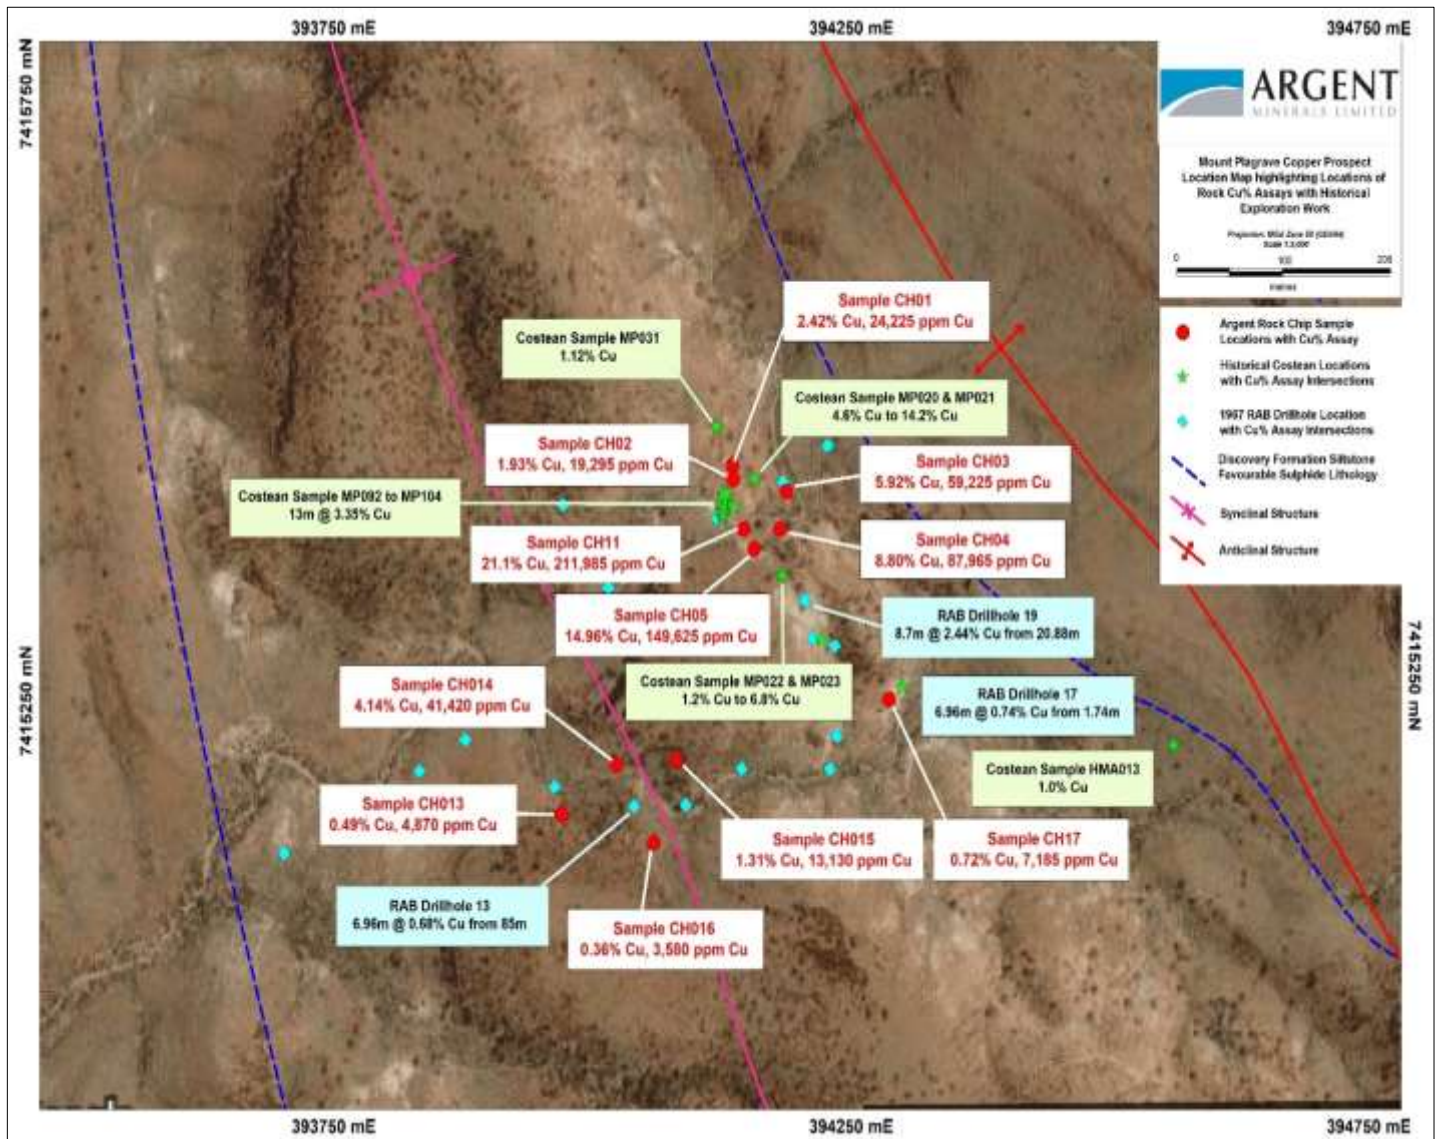 393750 mE
394250 mE
394750 mE
7415750 mN
ARGENT
MINERALS LIMITED
Mount Plagrave Copper Prospect
Location Map highlighting Locations of
Rock Cu% Assays with Historical
Exploration Work
0
100
200
metres
Argent Rock Chip Sample
Locations with Cu% Assay
Historical Costean Locations
with Cu% Assay Intersections
1967 RAB Drillhole Location
with Cu% Assay Intersections
Discovery Formation Siltstone
Favourable Sulphide Lithology
Synclinal Structure
Anticlinal Structure
Sample CH01
2.42% Cu, 24,225 ppm Cu
Costean Sample MP031
1.12% Cu
Costean Sample MP020 & MP021
4.6% Cu to 14.2% Cu
Sample CH02
1.93% Cu, 19,295 ppm Cu
Sample CH03
5.92% Cu, 59,225 ppm Cu
Costean Sample MP092 to MP104
13m @ 3.35% Cu
Sample CH11
21.1% Cu, 211,985 ppm Cu
Sample CH04
8.80% Cu, 87,965 ppm Cu
Sample CH05
14.96% Cu, 149,625 ppm Cu
RAB Drillhole 19
8.7m @ 2.44% Cu from 20.88m
7415250 mN
7415250 mN
Sample CH014
4.14% Cu, 41,420 ppm Cu
Costean Sample MP022 & MP023
1.2% Cu to 6.8% Cu
RAB Drillhole 17
6.96m @ 0.74% Cu from 1.74m
Costean Sample HMA013
1.0% Cu
Sample CH013
0.49% Cu, 4,870 ppm Cu
Sample CH015
1.31% Cu, 13,130 ppm Cu
Sample CH17
0.72% Cu, 7,185 ppm Cu
RAB Drillhole 13
6.96m @ 0.68% Cu from 85m
Sample CH016
0.36% Cu, 3,580 ppm Cu
393750 mE
394250 mE
394750 mE